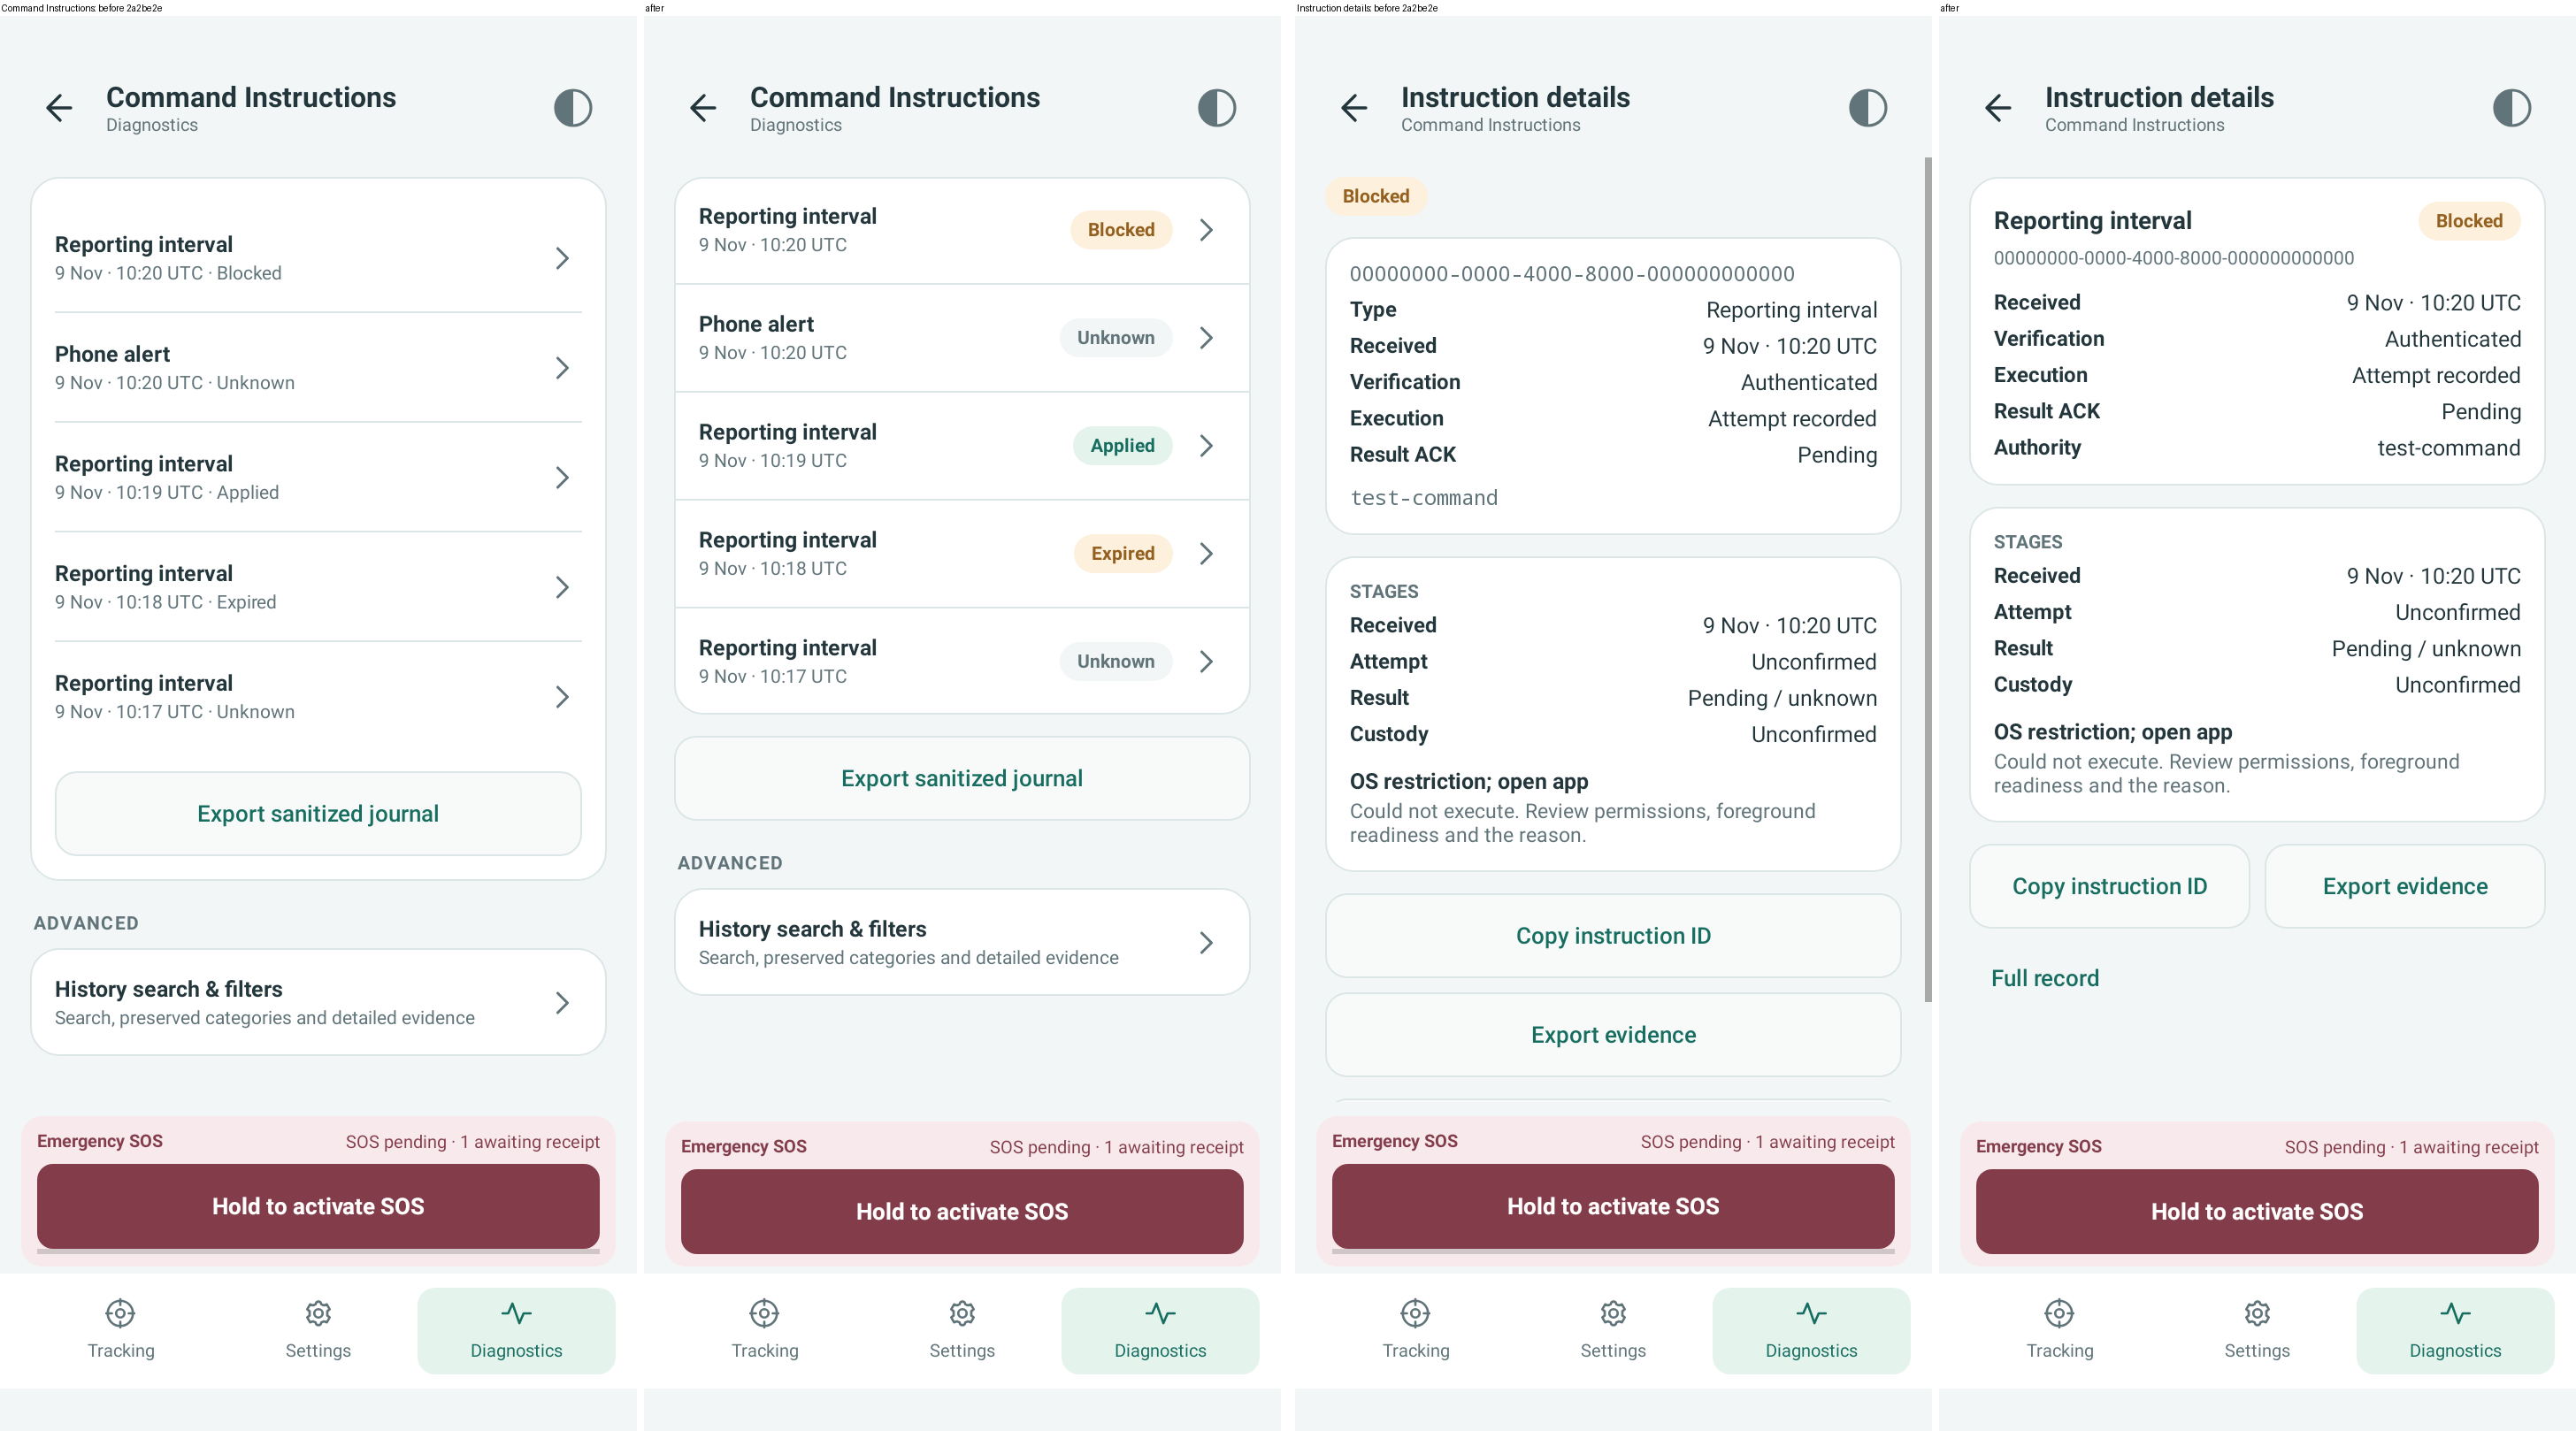 Command Instructions: before 2a2be2e
Command Instructions
Diagnostics
Reporting interval
9 Nov · 10:20 UTC · Blocked
Phone alert
9 Nov · 10:20 UTC · Unknown
Reporting interval
9 Nov · 10:19 UTC · Applied
Reporting interval
9 Nov · 10:18 UTC · Expired
Reporting interval
9 Nov · 10:17 UTC · Unknown
Export sanitized journal
ADVANCED
History search & filters
Search, preserved categories and detailed evidence
Emergency SOS
SOS pending · 1 awaiting receipt
Hold to activate SOS
Tracking
Settings
Diagnostics
after
Command Instructions
Diagnostics
Reporting interval
9 Nov · 10:20 UTC
Blocked
Phone alert
9 Nov · 10:20 UTC
Unknown
Reporting interval
9 Nov · 10:19 UTC
Applied
Reporting interval
9 Nov · 10:18 UTC
Expired
Reporting interval
9 Nov · 10:17 UTC
Unknown
Export sanitized journal
ADVANCED
History search & filters
Search, preserved categories and detailed evidence
Emergency SOS
SOS pending · 1 awaiting receipt
Hold to activate SOS
Tracking
Settings
Diagnostics
Instruction details: before 2a2be2e
Instruction details
Command Instructions
Blocked
00000000-0000-4000-8000-000000000000
Type Reporting interval
Received 9 Nov · 10:20 UTC
Verification Authenticated
Execution Attempt recorded
Result ACK Pending
test-command
STAGES
Received 9 Nov · 10:20 UTC
Attempt Unconfirmed
Result Pending / unknown
Custody Unconfirmed
OS restriction; open app
Could not execute. Review permissions, foreground
readiness and the reason.
Copy instruction ID
Export evidence
Emergency SOS
SOS pending · 1 awaiting receipt
Hold to activate SOS
Tracking
Settings
Diagnostics
after
Instruction details
Command Instructions
Reporting interval
Blocked
00000000-0000-4000-8000-000000000000
Received 9 Nov · 10:20 UTC
Verification Authenticated
Execution Attempt recorded
Result ACK Pending
Authority test-command
STAGES
Received 9 Nov · 10:20 UTC
Attempt Unconfirmed
Result Pending / unknown
Custody Unconfirmed
OS restriction; open app
Could not execute. Review permissions, foreground
readiness and the reason.
Copy instruction ID
Export evidence
Full record
Emergency SOS
SOS pending · 1 awaiting receipt
Hold to activate SOS
Tracking
Settings
Diagnostics